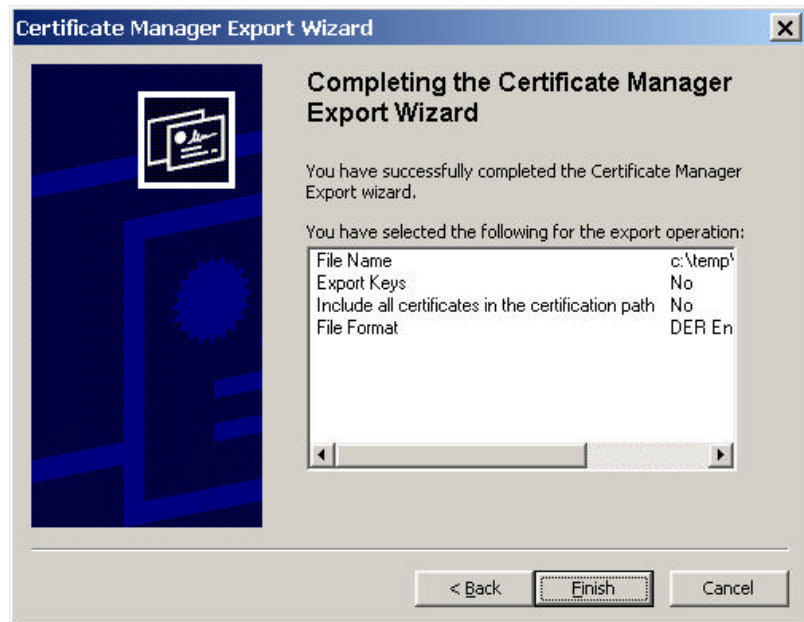 Certificate Manager Export Wizard
Completing the Certificate Manager
Export Wizard
You have successfully completed the Certificate Manager
Export wizard.
You have selected the following for the export operation:
File Name c:\temp\
Export Keys No
Include all certificates in the certification path No
File Format DER En
< Back Finish Cancel